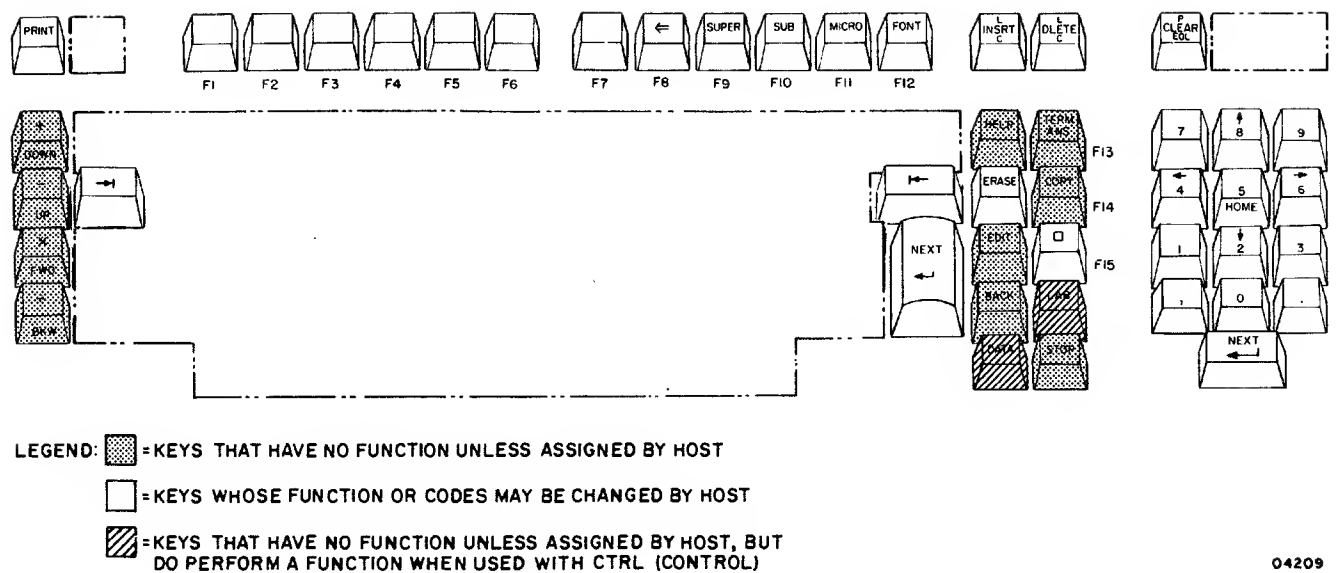 PRINT
⇐ SUPER SUB MICRO FONT
L INSRT C
L DLETE C
P CLEAR EOL
F1 F2 F3 F4 F5 F6 F7 F8 F9 F10 F11 F12
+ DOWN
- UP
× FWD
÷ BKW
→|
|←
NEXT ↵
HELP TERM ANS F13
ERASE COPY F14
EDIT □ F15
BACK LAB
DATA STOP
7 ↑ 8 9
← 4 5 HOME → 6
1 ↓ 2 3
, 0 .
NEXT ↵
LEGEND: = KEYS THAT HAVE NO FUNCTION UNLESS ASSIGNED BY HOST
= KEYS WHOSE FUNCTION OR CODES MAY BE CHANGED BY HOST
= KEYS THAT HAVE NO FUNCTION UNLESS ASSIGNED BY HOST, BUT
DO PERFORM A FUNCTION WHEN USED WITH CTRL (CONTROL)
04209